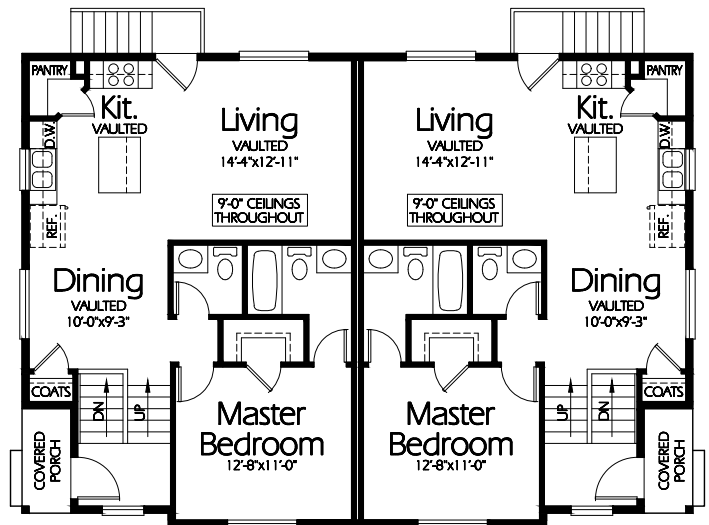 PANTRY
Kit.
VAULTED
D.W.
Living
VAULTED
14'-4"x12'-11"
9'-0" CEILINGS
THROUGHOUT
REF.
Dining
VAULTED
10'-0"x9'-3"
COATS
DN
UP
COVERED
PORCH
Master
Bedroom
12'-8"x11'-0"
PANTRY
Kit.
VAULTED
D.W.
Living
VAULTED
14'-4"x12'-11"
9'-0" CEILINGS
THROUGHOUT
REF.
Dining
VAULTED
10'-0"x9'-3"
COATS
UP
DN
COVERED
PORCH
Master
Bedroom
12'-8"x11'-0"